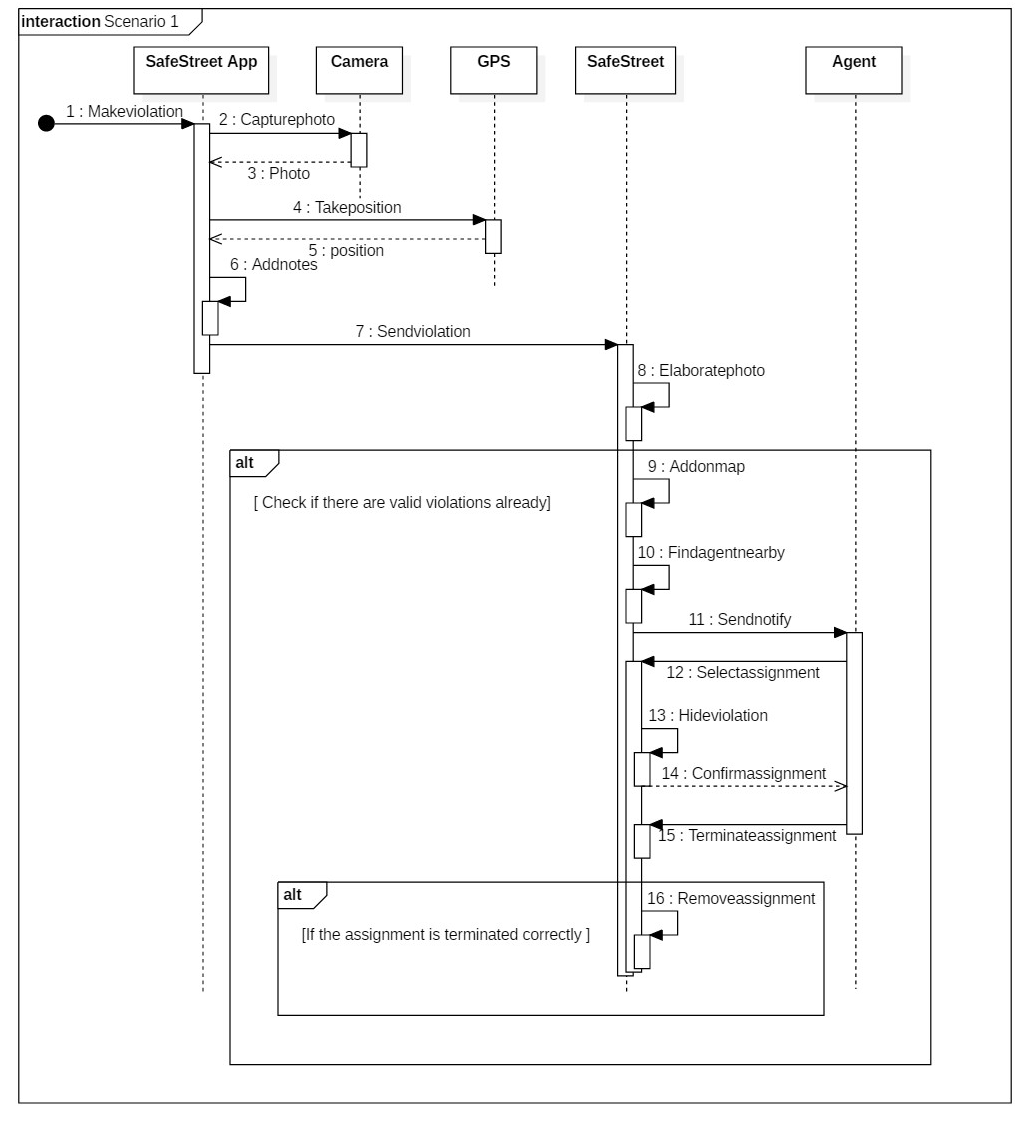 interaction Scenario 1
SafeStreet App
Camera
GPS
SafeStreet
Agent
1 : Makeviolation
2 : Capturephoto
3 : Photo
4 : Takeposition
5 : position
6 : Addnotes
7 : Sendviolation
8 : Elaboratephoto
alt
9 : Addonmap
[ Check if there are valid violations already]
10 : Findagentnearby
11 : Sendnotify
12 : Selectassignment
13 : Hideviolation
14 : Confirmassignment
15 : Terminateassignment
alt
16 : Removeassignment
[If the assignment is terminated correctly ]